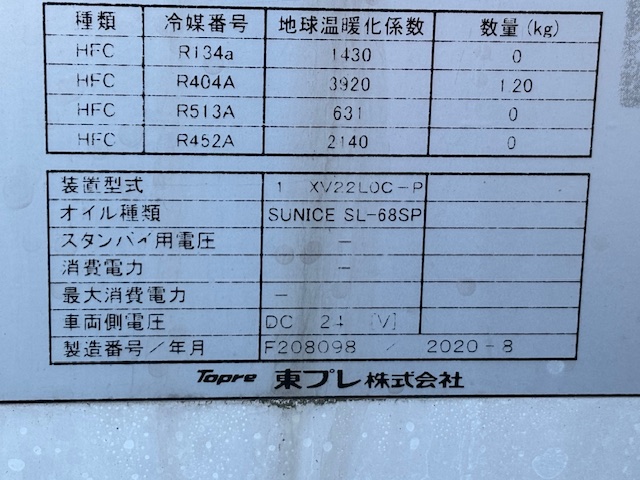 種類 冷媒番号 地球温暖化係数 数量(kg)
HFC R134a 1430 0
HFC R404A 3920 1.20
HFC R513A 631 0
HFC R452A 2140 0
装置型式 1 XV22LOC-P
オイル種類 SUNICE SL-68SP
スタンバイ用電圧 -
消費電力 -
最大消費電力 -
車両側電圧 DC 24 [V]
製造番号/年月 F208098 / 2020-8
Topre 東プレ株式会社